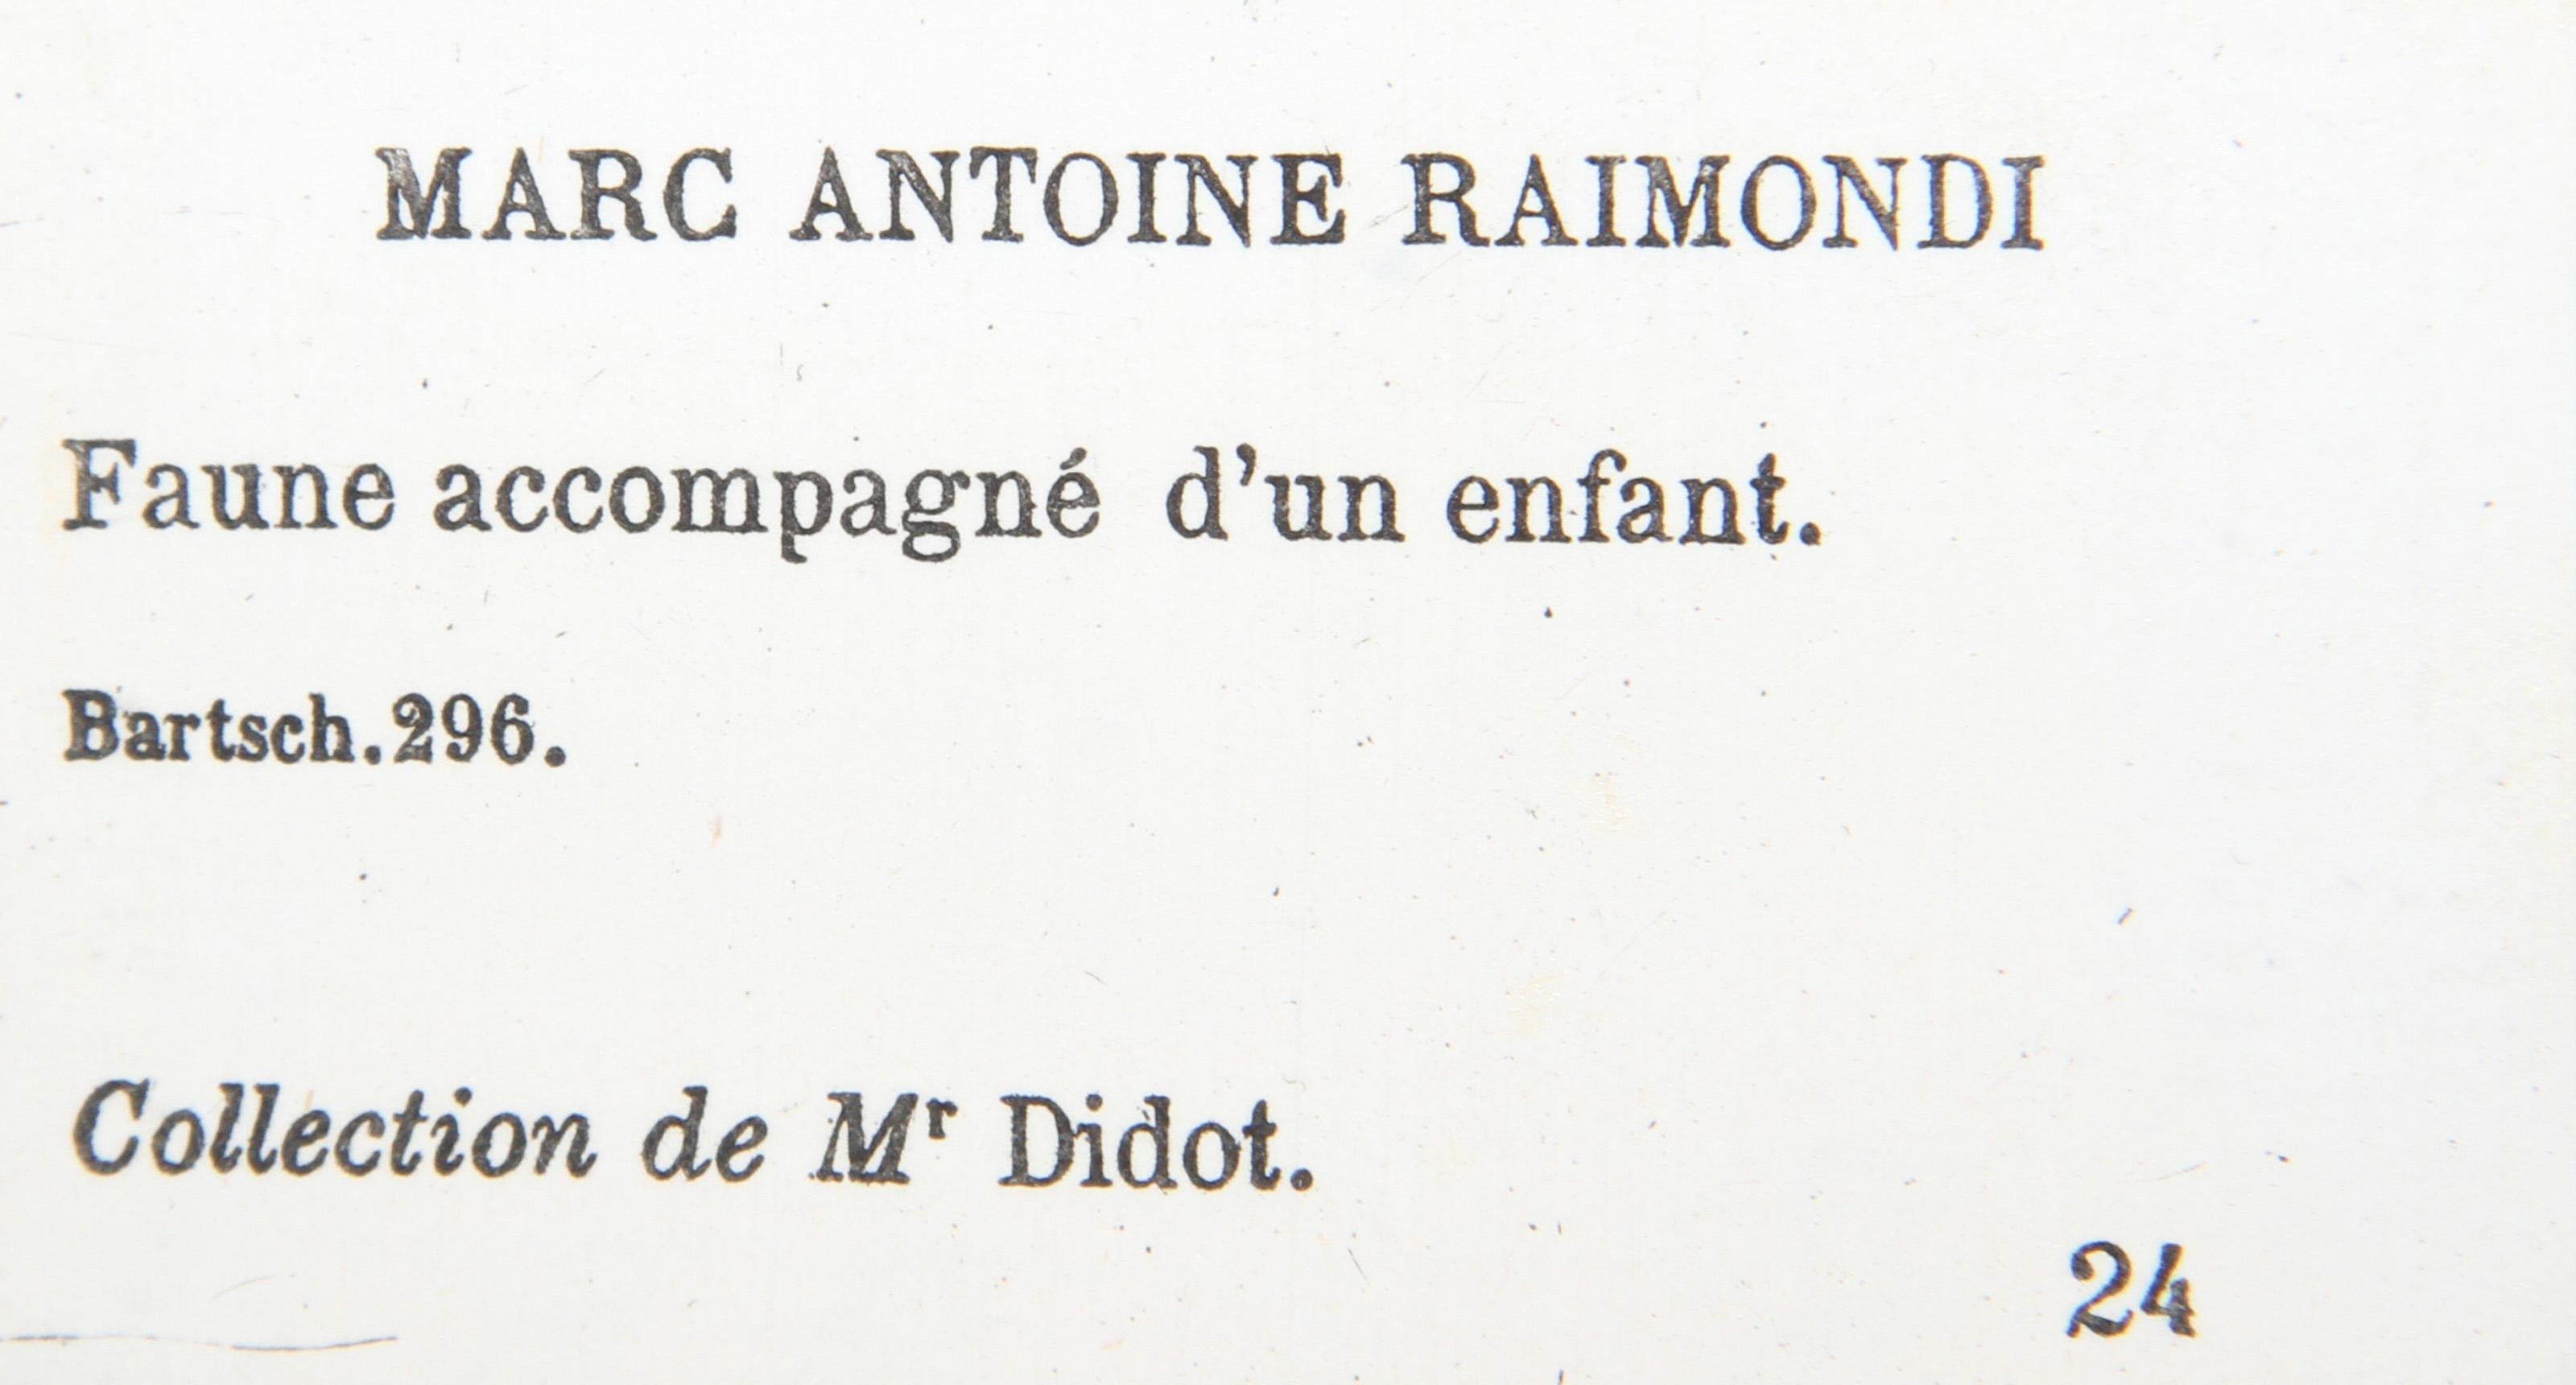 MARC ANTOINE RAIMONDI
Faune accompagné d'un enfant.
Bartsch.296.
Collection de Mʳ Didot.
24